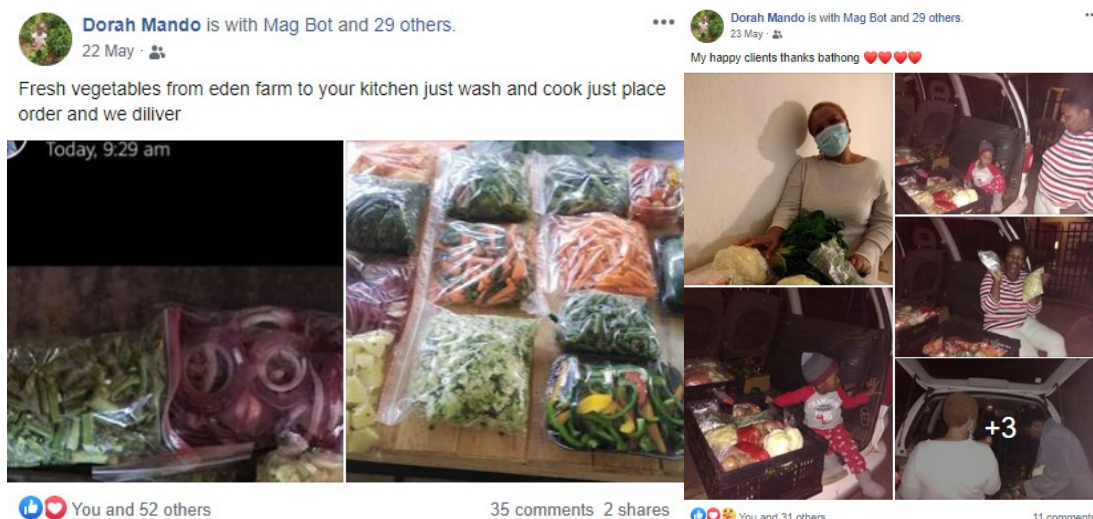 Dorah Mando is with Mag Bot and 29 others.
22 May ·
Fresh vegetables from eden farm to your kitchen just wash and cook just place
order and we diliver
Today, 9:29 am
You and 52 others
35 comments 2 shares
Dorah Mando is with Mag Bot and 29 others.
23 May ·
My happy clients thanks bathong ❤❤❤❤
+3
You and 31 others
11 comments